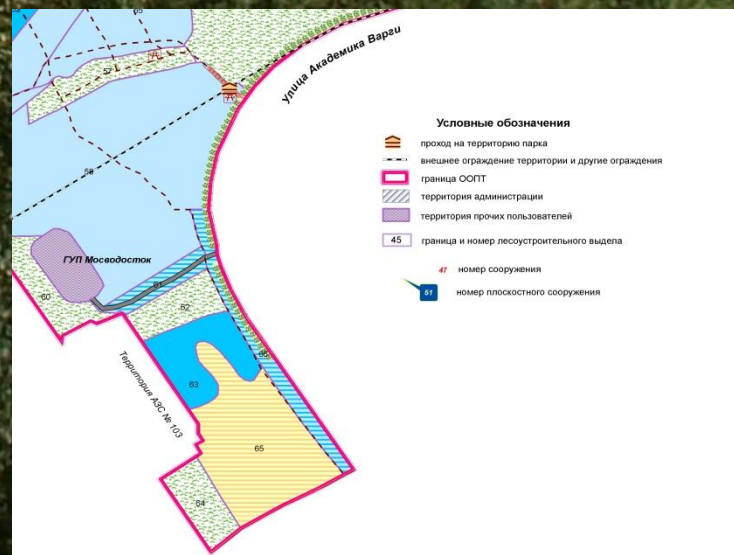 65
57
Улица Академика Варги
58
ГУП Мосводосток
60
61
62
66
63
Территория АЗС № 103
65
64
Условные обозначения
проход на территорию парка
внешнее ограждение территории и другие ограждения
граница ООПТ
территория администрации
территория прочих пользователей
45 граница и номер лесоустроительного выдела
47 номер сооружения
51 номер плоскостного сооружения